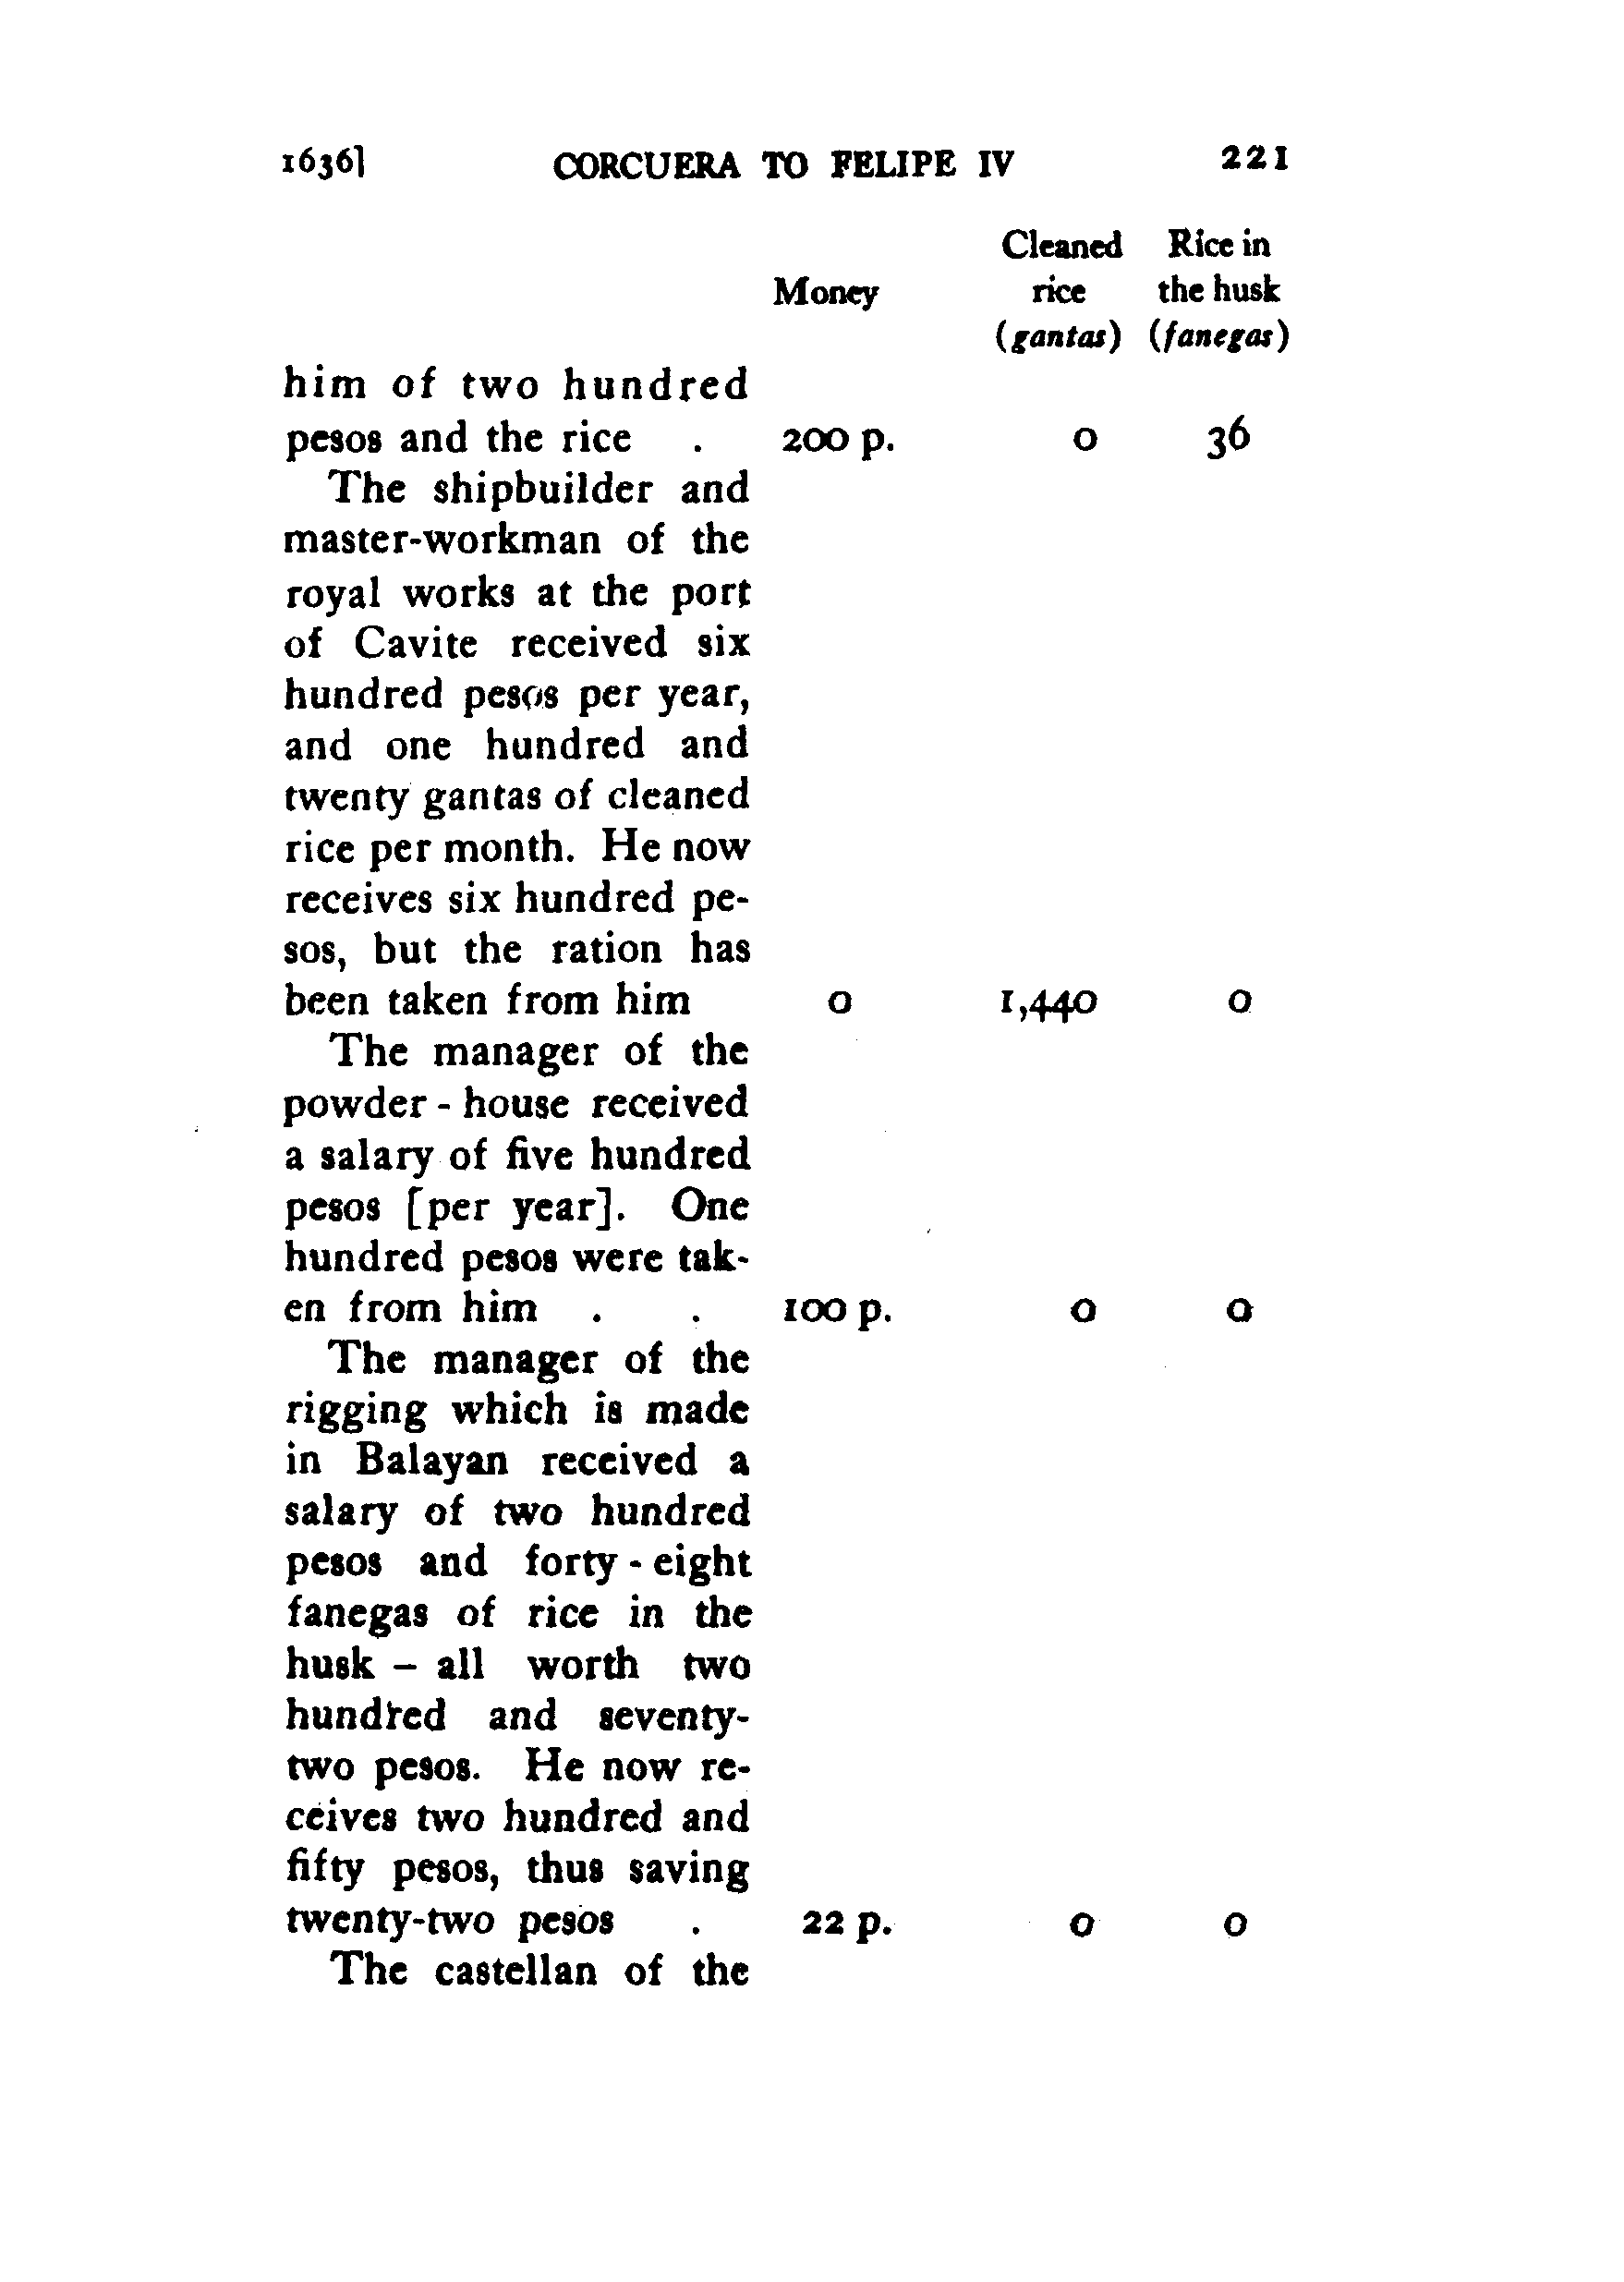 1636] CORCUERA TO FELIPE IV 221
Cleaned Rice in
Money rice the husk
(gantas) (fanegas)
him of two hundred
pesos and the rice . 200 p. 0 36
The shipbuilder and
master-workman of the
royal works at the port
of Cavite received six
hundred pesos per year,
and one hundred and
twenty gantas of cleaned
rice per month. He now
receives six hundred pe-
sos, but the ration has
been taken from him 0 1,440 0
The manager of the
powder - house received
a salary of five hundred
pesos [per year]. One
hundred pesos were tak-
en from him . . 100 p. 0 0
The manager of the
rigging which is made
in Balayan received a
salary of two hundred
pesos and forty - eight
fanegas of rice in the
husk – all worth two
hundred and seventy-
two pesos. He now re-
ceives two hundred and
fifty pesos, thus saving
twenty-two pesos . 22 p. 0 0
The castellan of the